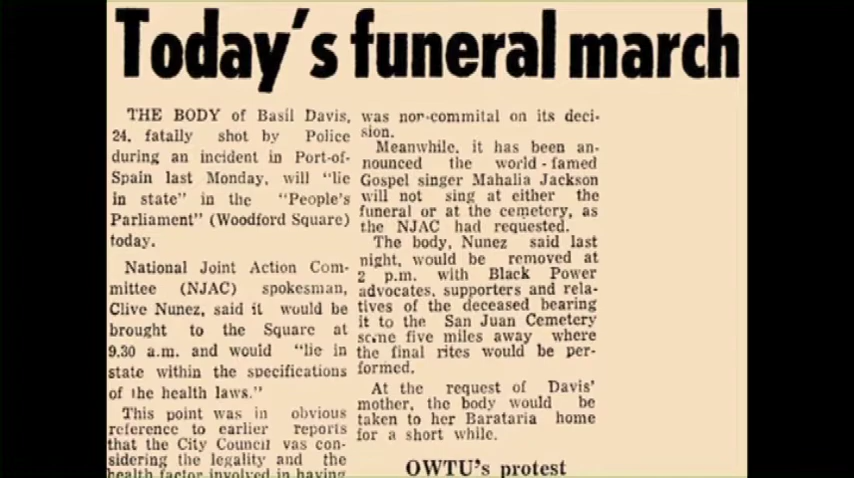 Today's funeral march
THE BODY of Basil Davis,
24, fatally shot by Police
during an incident in Port-of-
Spain last Monday, will "lie
in state" in the "People's
Parliament" (Woodford Square)
today.
National Joint Action Com-
mittee (NJAC) spokesman,
Clive Nunez, said it would be
brought to the Square at
9.30 a.m. and would "lie in
state within the specifications
of the health laws."
This point was in obvious
reference to earlier reports
that the City Council was con-
sidering the legality and the
health factor involved in having
was non-commital on its deci-
sion.
Meanwhile, it has been an-
nounced the world-famed
Gospel singer Mahalia Jackson
will not sing at either the
funeral or at the cemetery, as
the NJAC had requested.
The body, Nunez said last
night, would be removed at
2 p.m. with Black Power
advocates, supporters and rela-
tives of the deceased bearing
it to the San Juan Cemetery
some five miles away where
the final rites would be per-
formed.
At the request of Davis'
mother, the body would be
taken to her Barataria home
for a short while.
OWTU's protest